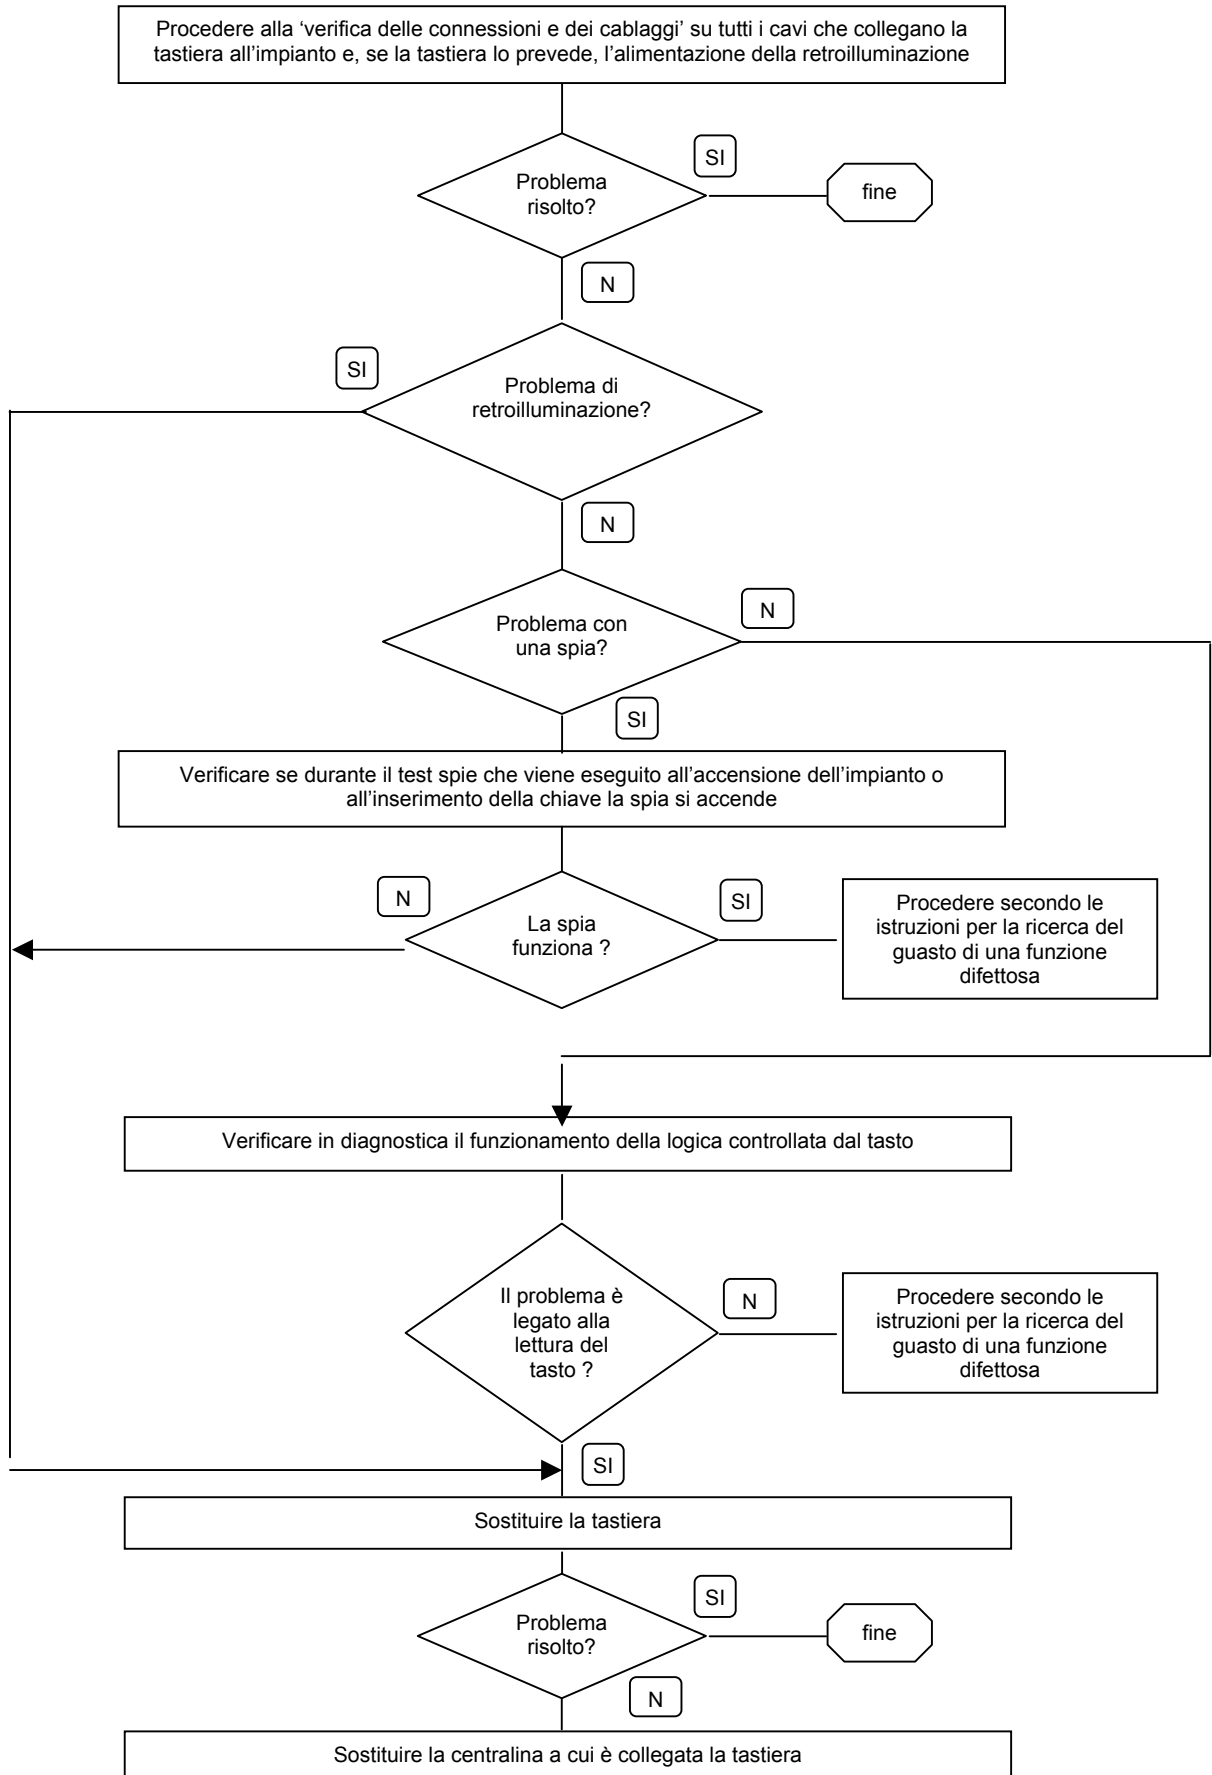 Procedere alla ‘verifica delle connessioni e dei cablaggi’ su tutti i cavi che collegano la
tastiera all’impianto e, se la tastiera lo prevede, l’alimentazione della retroilluminazione
SI
Problema
risolto?
fine
N
SI
Problema di
retroilluminazione?
N
N
Problema con
una spia?
SI
Verificare se durante il test spie che viene eseguito all’accensione dell’impianto o
all’inserimento della chiave la spia si accende
N
SI
La spia
funziona ?
Procedere secondo le
istruzioni per la ricerca del
guasto di una funzione
difettosa
Verificare in diagnostica il funzionamento della logica controllata dal tasto
Il problema è
legato alla
lettura del
tasto ?
N
Procedere secondo le
istruzioni per la ricerca del
guasto di una funzione
difettosa
SI
Sostituire la tastiera
SI
Problema
risolto?
fine
N
Sostituire la centralina a cui è collegata la tastiera